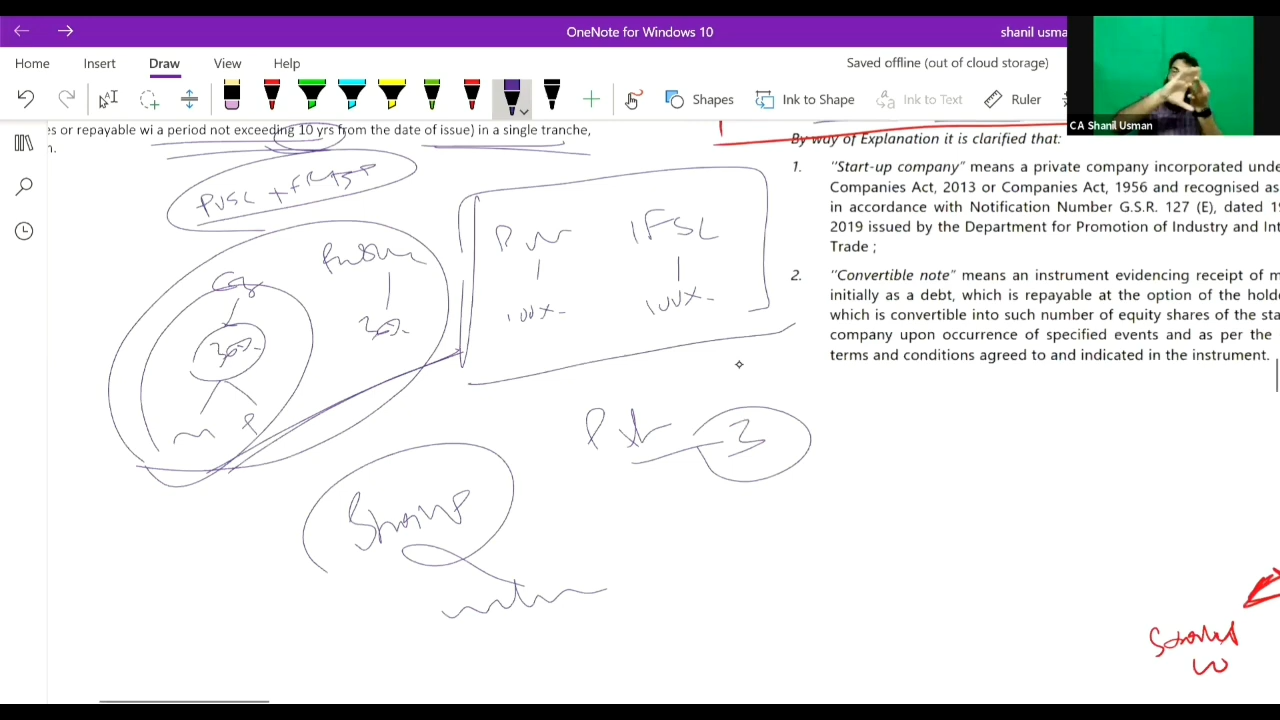 OneNote for Windows 10
shanil usma
Home Insert Draw View Help
Saved offline (out of cloud storage)
Shapes
Ink to Shape
Ink to Text
Ruler
CA Shanil Usman
es or repayable wi a period not exceeding 10 yrs from the date of issue) in a single tranche,
n.
PUSC +
IFSC
100%
100%
30%
30%
M P
3
By way of Explanation it is clarified that:
1. "Start-up company" means a private company incorporated unde
Companies Act, 2013 or Companies Act, 1956 and recognised as
in accordance with Notification Number G.S.R. 127 (E), dated 1
2019 issued by the Department for Promotion of Industry and Int
Trade ;
2. "Convertible note" means an instrument evidencing receipt of m
initially as a debt, which is repayable at the option of the holde
which is convertible into such number of equity shares of the sta
company upon occurrence of specified events and as per the
terms and conditions agreed to and indicated in the instrument.